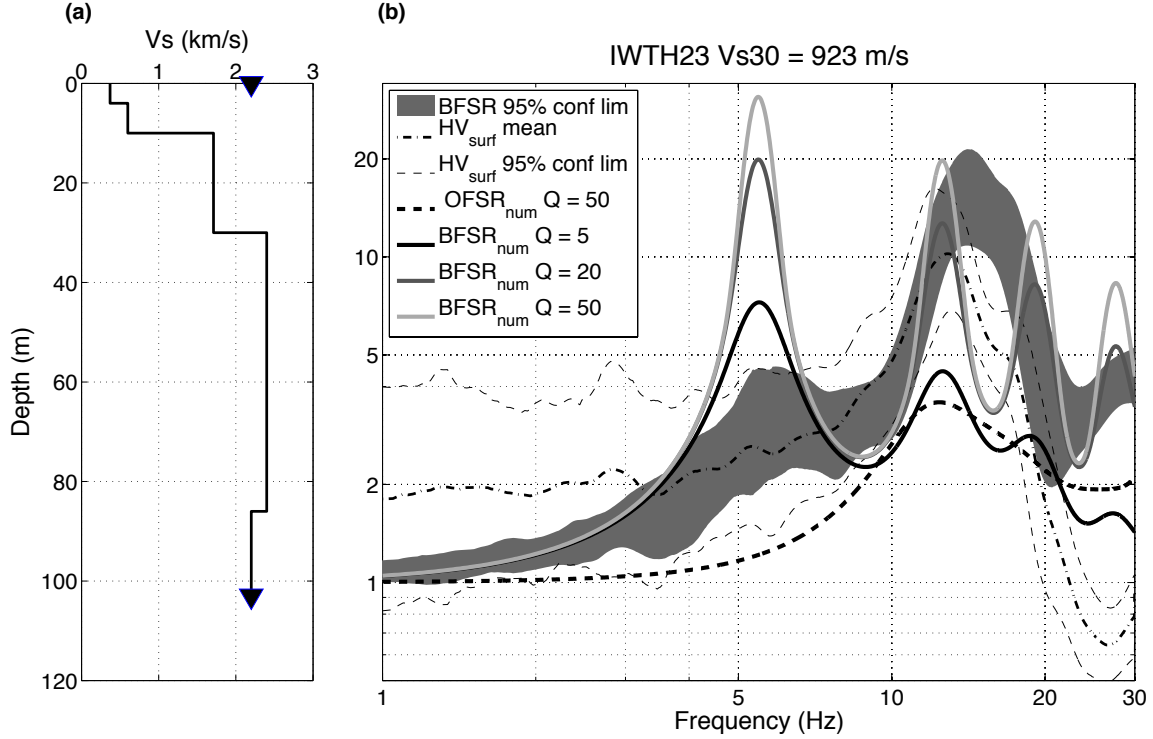 (a)
Vs (km/s)
0 1 2 3
0
20
40
60
80
100
120
Depth (m)
(b)
IWTH23 Vs30 = 923 m/s
BFSR 95% conf lim
HVsurf mean
HVsurf 95% conf lim
OFSRnum Q = 50
BFSRnum Q = 5
BFSRnum Q = 20
BFSRnum Q = 50
20
10
5
2
1
1 5 10 20 30
Frequency (Hz)